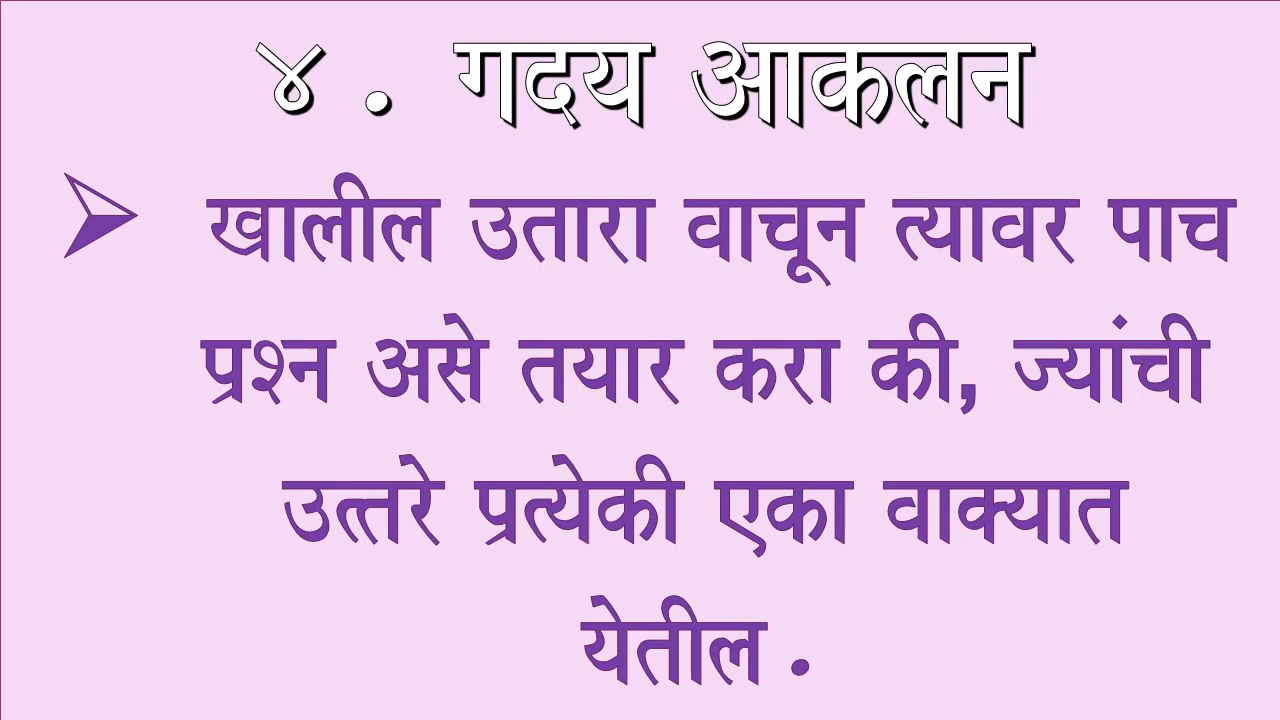 ४ . गदय आकलन
➢ खालील उतारा वाचून त्यावर पाच
प्रश्न असे तयार करा की, ज्यांची
उत्तरे प्रत्येकी एका वाक्यात
येतील .